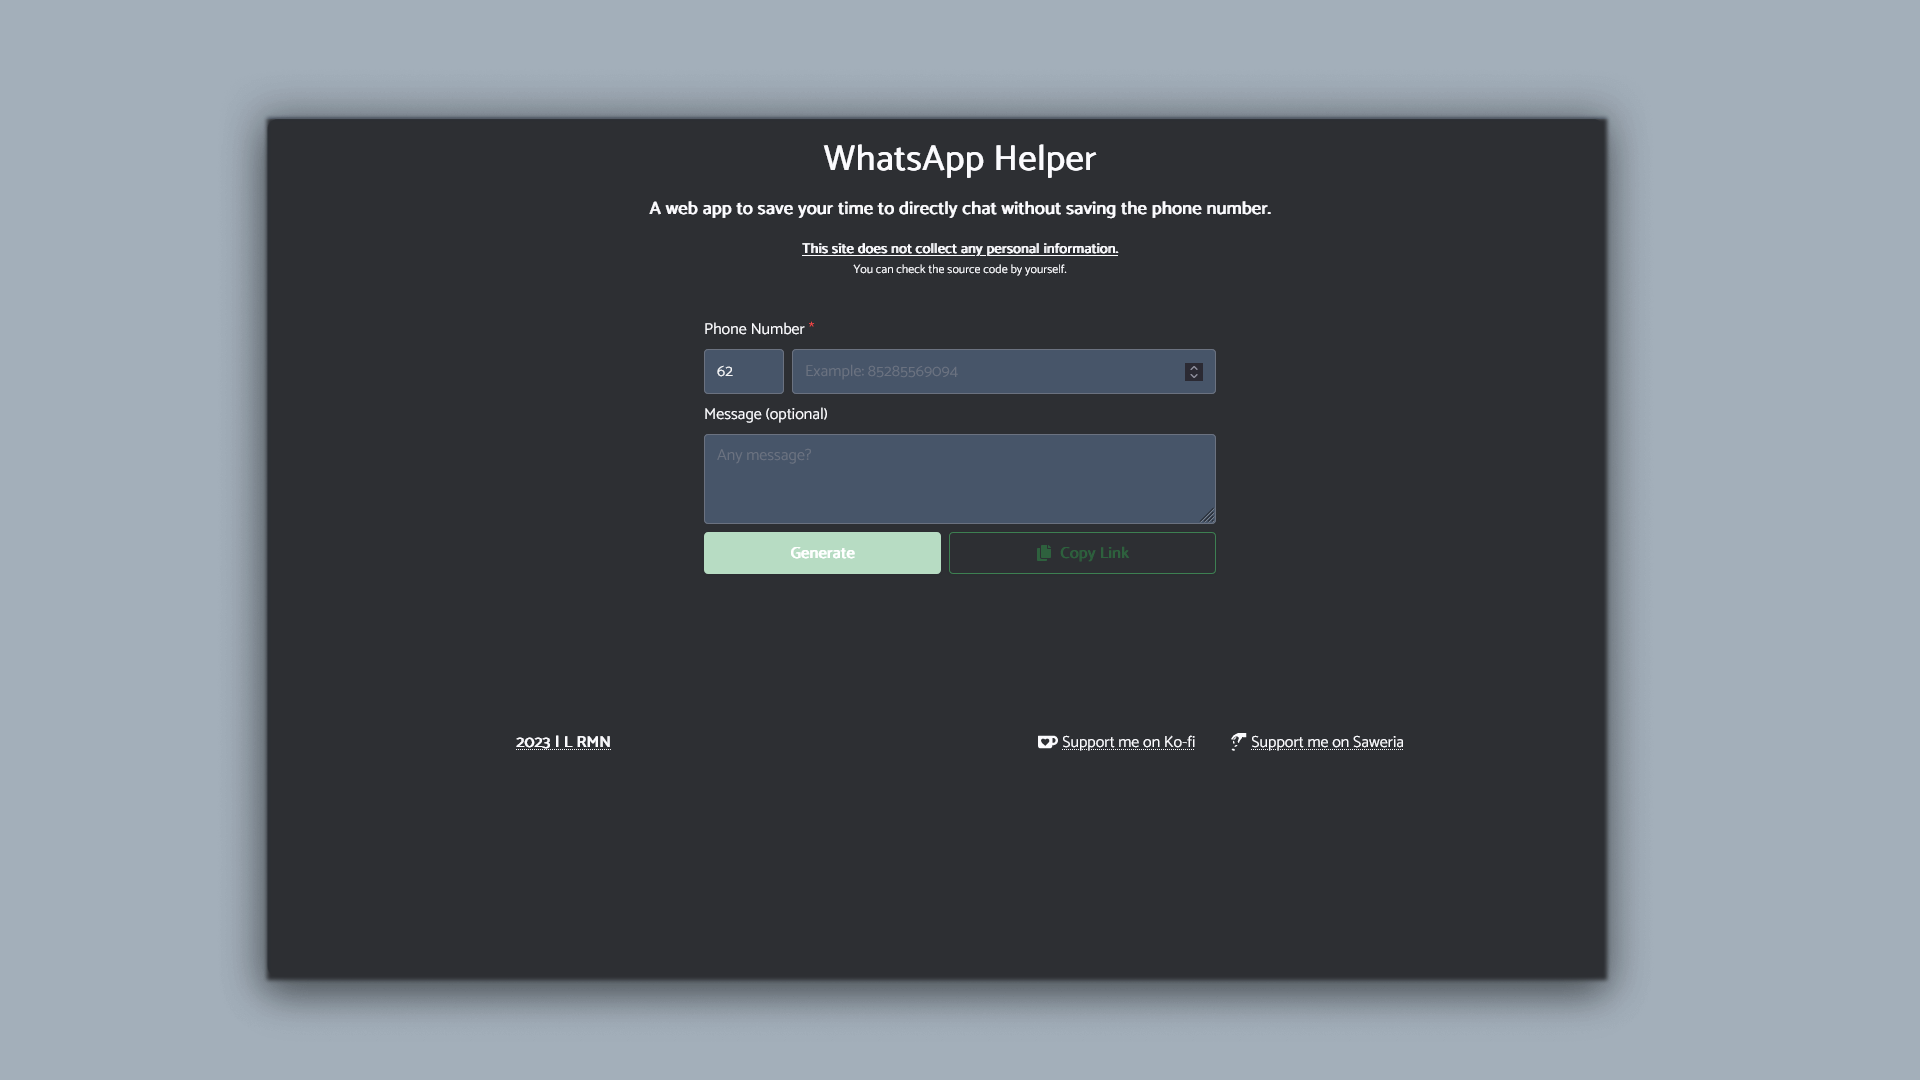 WhatsApp Helper
A web app to save your time to directly chat without saving the phone number.
This site does not collect any personal information.
You can check the source code by yourself.
Phone Number *
62 Example: 85285569094
Message (optional)
Any message?
Generate Copy Link
2023 | L RMN Support me on Ko-fi Support me on Saweria